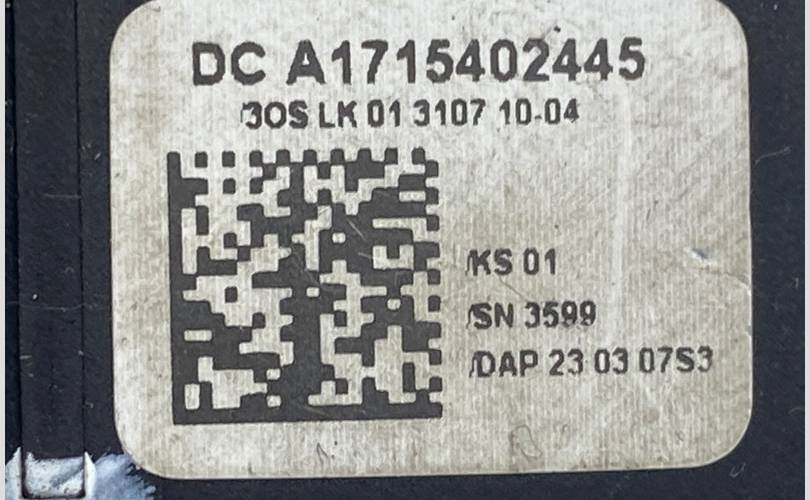 DC A1715402445
/3OS LK 01 3107 10-04
/KS 01
/SN 3599
/DAP 23 03 07S3